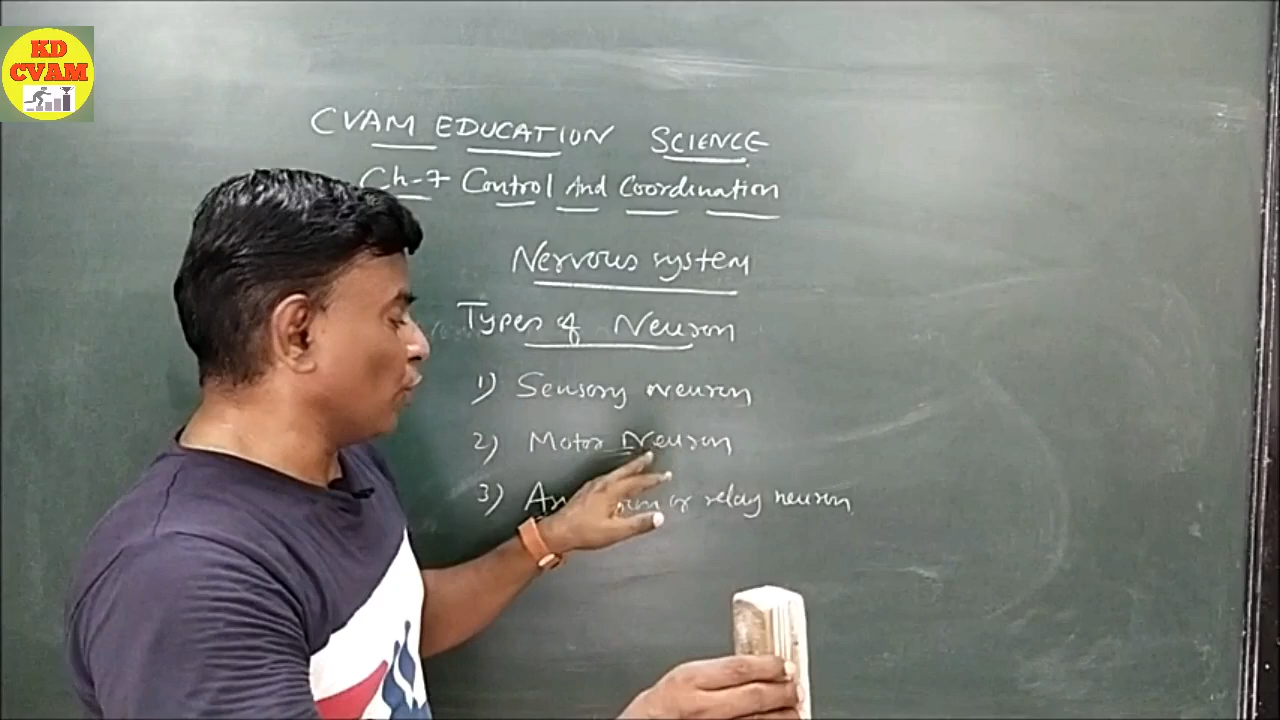 KD
CVAM
CVAM EDUCATION SCIENCE
Ch-7 Control And Coordination
Nervous system
Types of Neuron
1) Sensory Neuron
2) Motor Neuron
3) or relay neuron